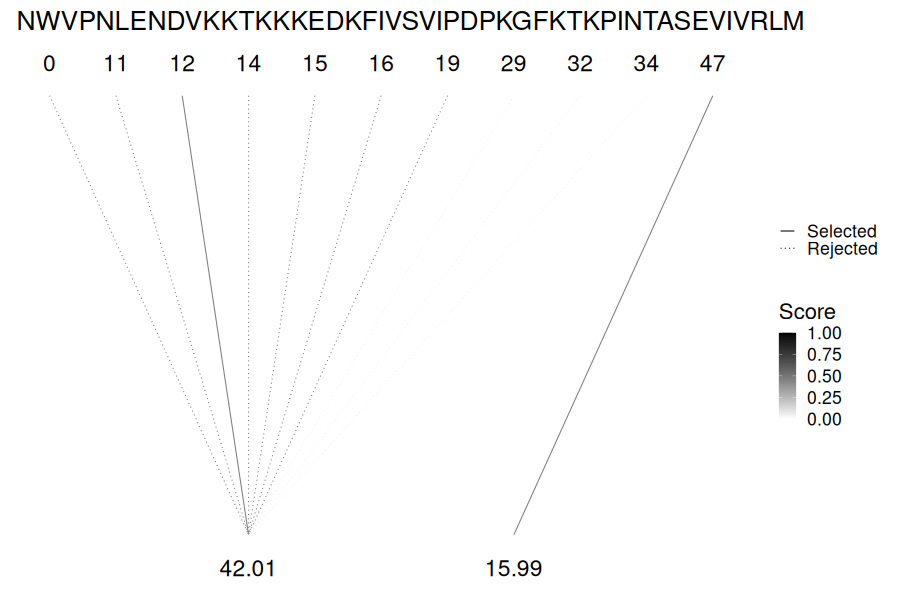 NWVPNLENDVKKTKKKEDKFIVSVIPDPKGFKTKPINTASEVIVRLM
0 11 12 14 15 16 19 29 32 34 47
Selected
Rejected
Score
1.00
0.75
0.50
0.25
0.00
42.01 15.99